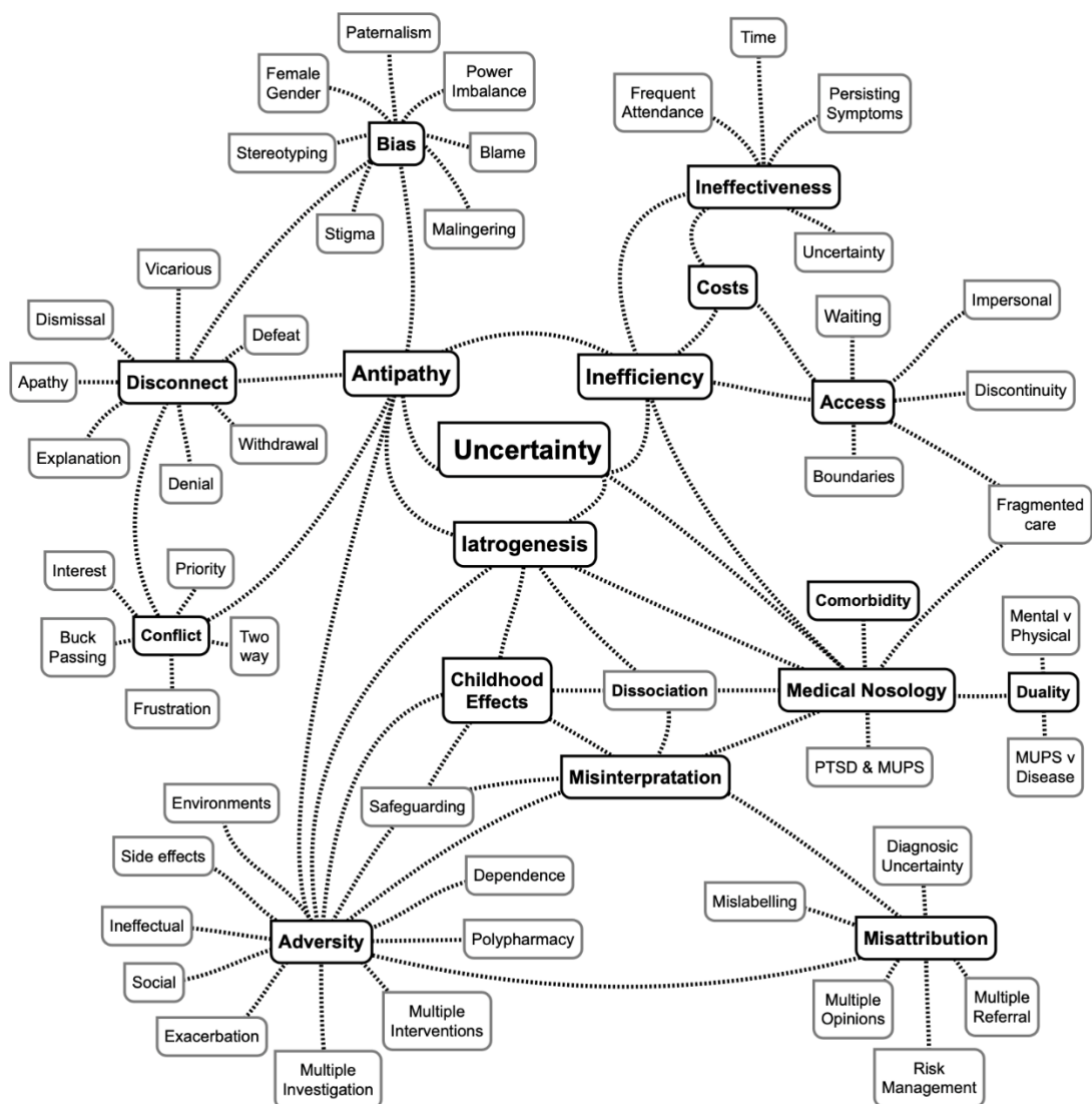 Paternalism
Time
Female
Gender
Power
Imbalance
Frequent
Attendance
Persisting
Symptoms
Bias
Stereotyping
Blame
Ineffectiveness
Stigma
Malingering
Uncertainty
Vicarious
Costs
Impersonal
Waiting
Dismissal
Defeat
Apathy
Disconnect
Antipathy
Inefficiency
Access
Discontinuity
Explanation
Withdrawal
Uncertainty
Denial
Boundaries
Fragmented
care
Iatrogenesis
Interest
Priority
Comorbidity
Mental v
Physical
Buck
Passing
Conflict
Two
way
Childhood
Effects
Dissociation
Medical Nosology
Duality
Frustration
PTSD & MUPS
MUPS v
Disease
Misinterpratation
Environments
Safeguarding
Side effects
Dependence
Diagnosic
Uncertainty
Mislabelling
Ineffectual
Adversity
Polypharmacy
Misattribution
Social
Multiple
Interventions
Multiple
Opinions
Multiple
Referral
Exacerbation
Multiple
Investigation
Risk
Management